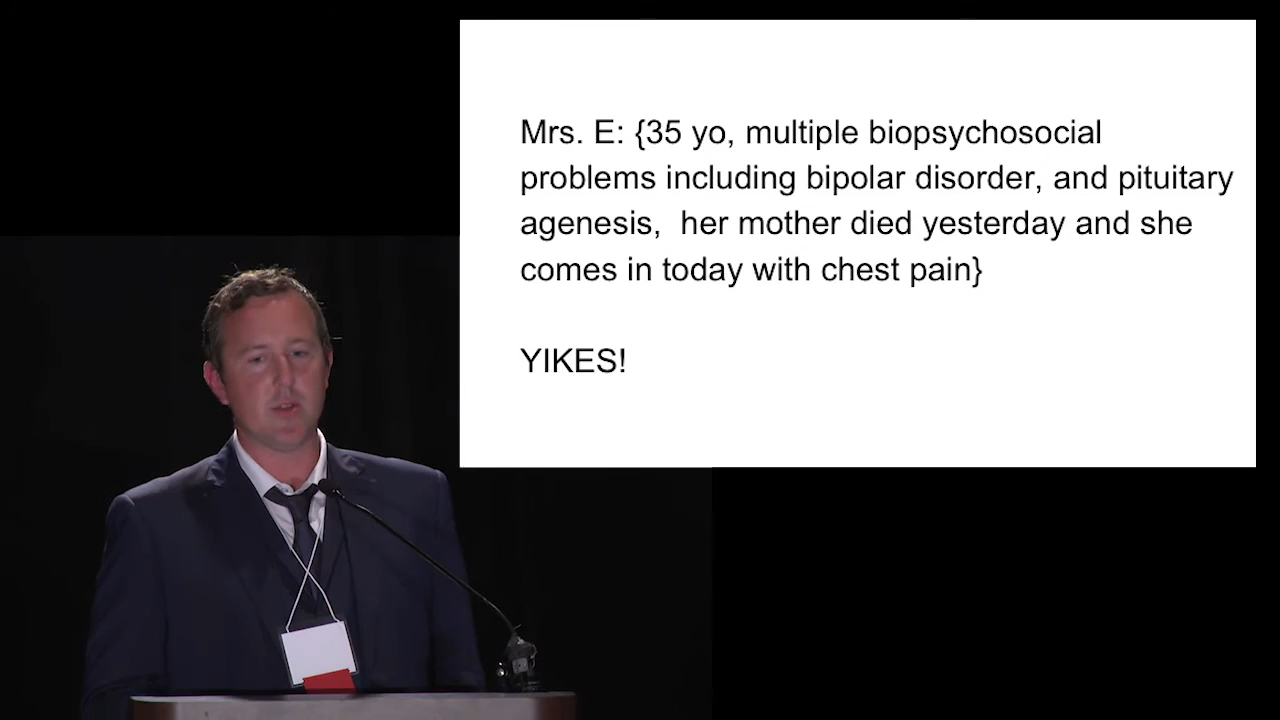 Mrs. E: {35 yo, multiple biopsychosocial
problems including bipolar disorder, and pituitary
agenesis,  her mother died yesterday and she
comes in today with chest pain}
YIKES!